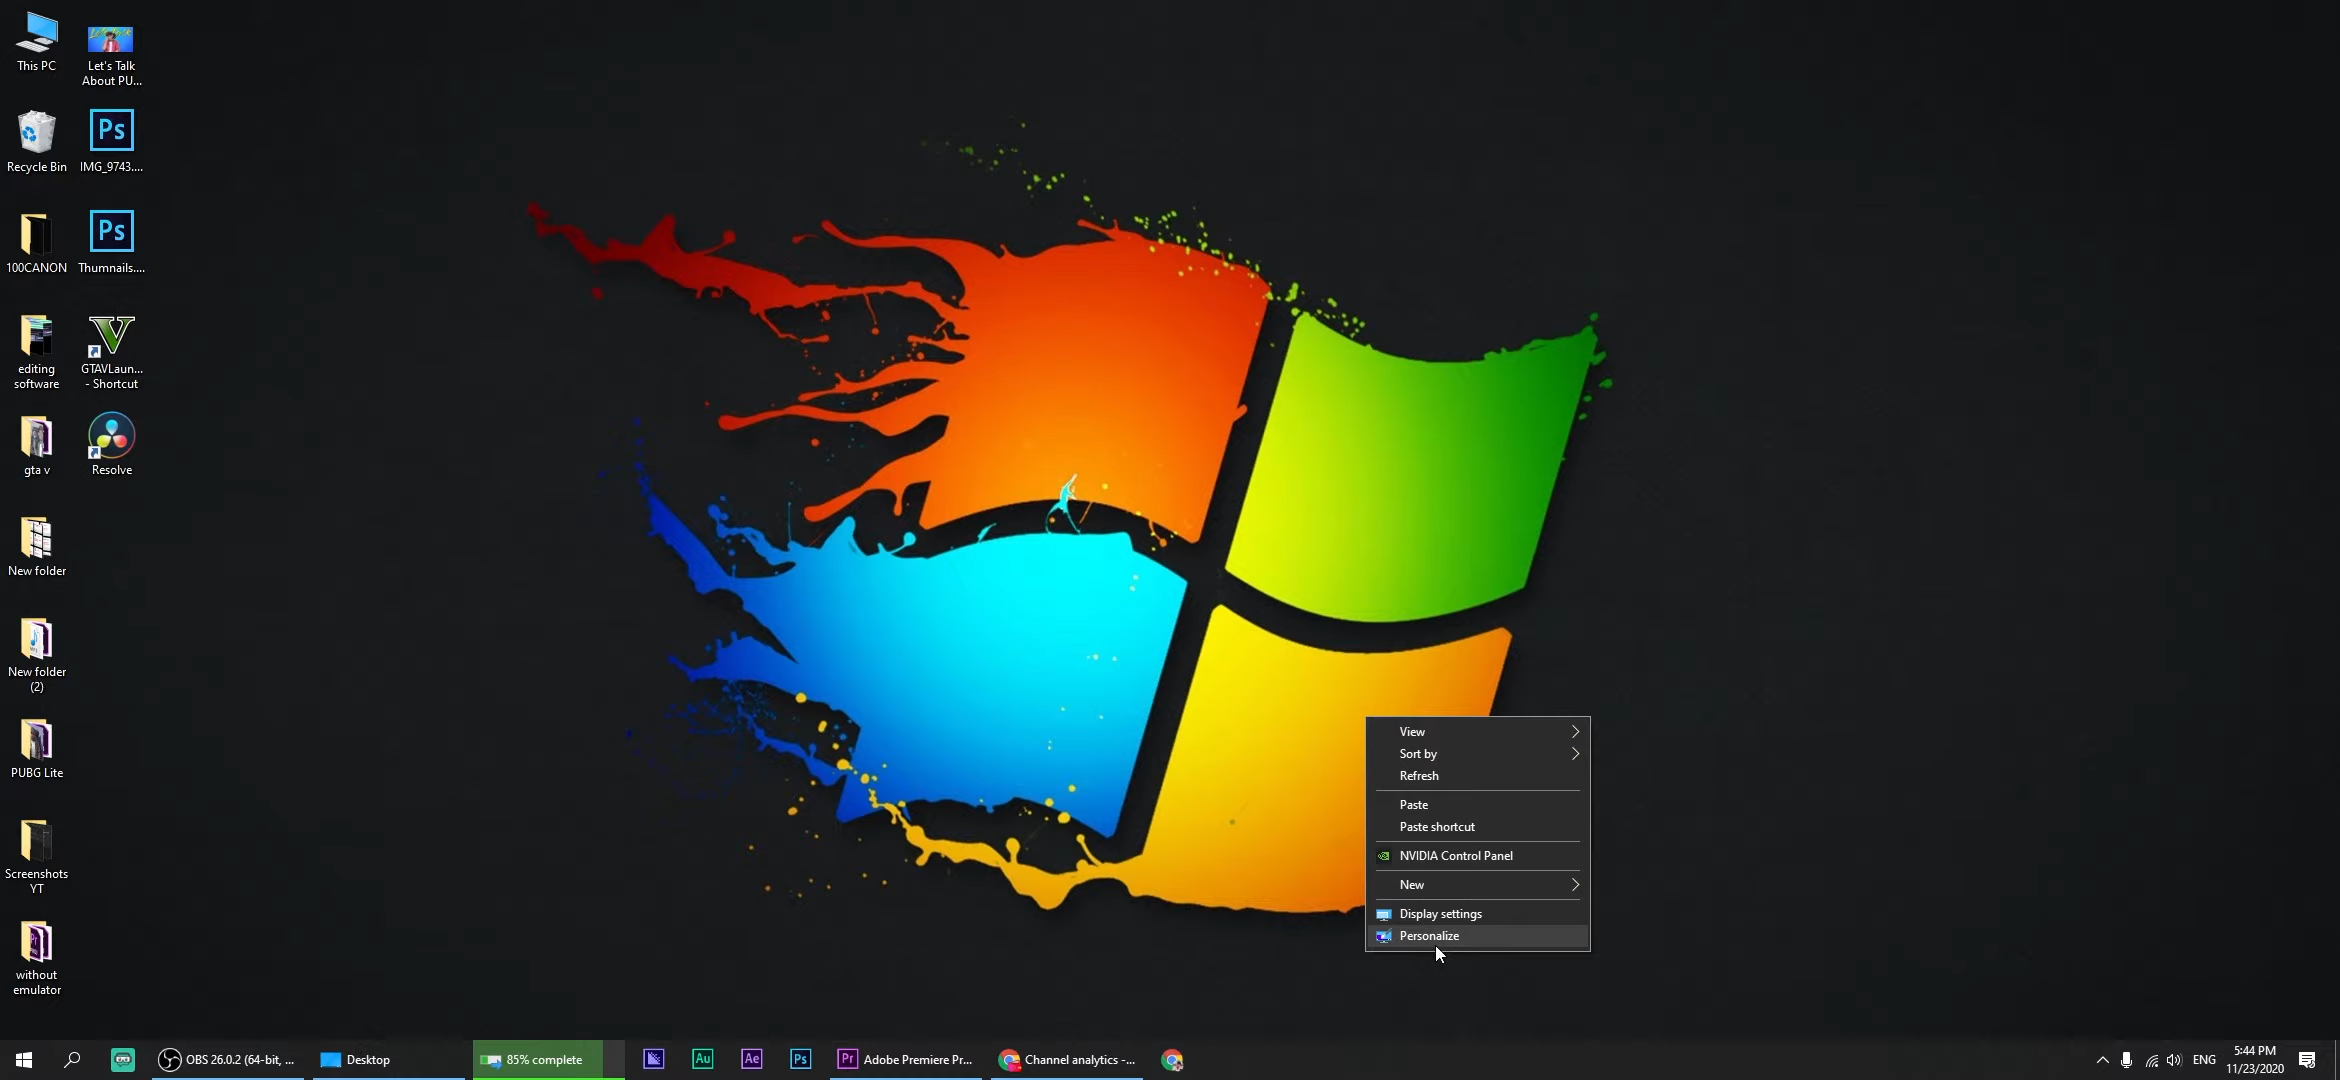 This PC
Let's Talk
About PU...
Recycle Bin
Ps
IMG_9743....
100CANON
Ps
Thumnails....
editing
software
GTAVLaun...
- Shortcut
gta v
Resolve
New folder
New folder
(2)
PUBG Lite
Screenshots
YT
without
emulator
View
Sort by
Refresh
Paste
Paste shortcut
NVIDIA Control Panel
New
Display settings
Personalize
OBS 26.0.2 (64-bit, ...
Desktop
85% complete
Au
Ae
Ps
Pr
Adobe Premiere Pr...
Channel analytics -...
ENG
5:44 PM
11/23/2020